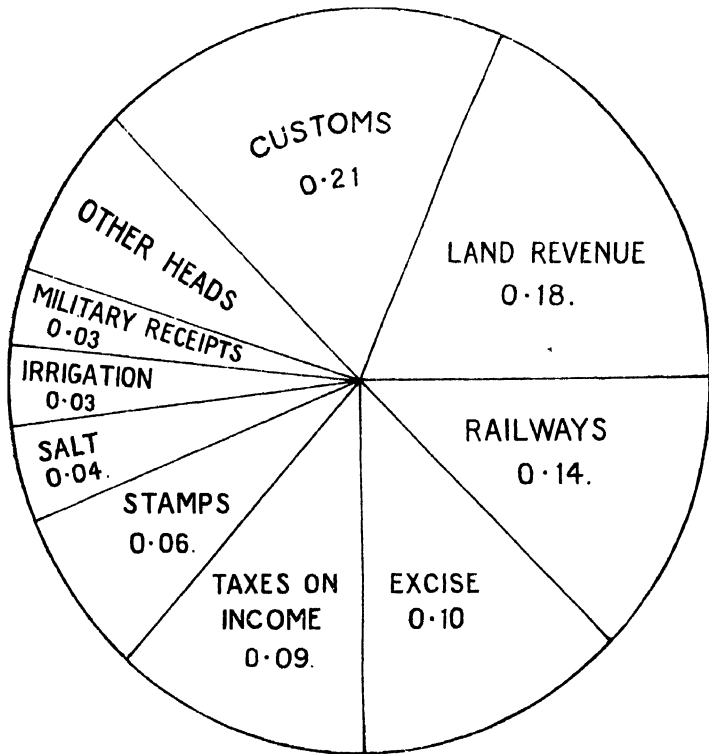 CUSTOMS
0·21
LAND REVENUE
0·18.
RAILWAYS
0·14.
EXCISE
0·10
TAXES ON
INCOME
0·09.
STAMPS
0·06.
SALT
0·04.
IRRIGATION
0·03
MILITARY RECEIPTS
0·03
OTHER HEADS